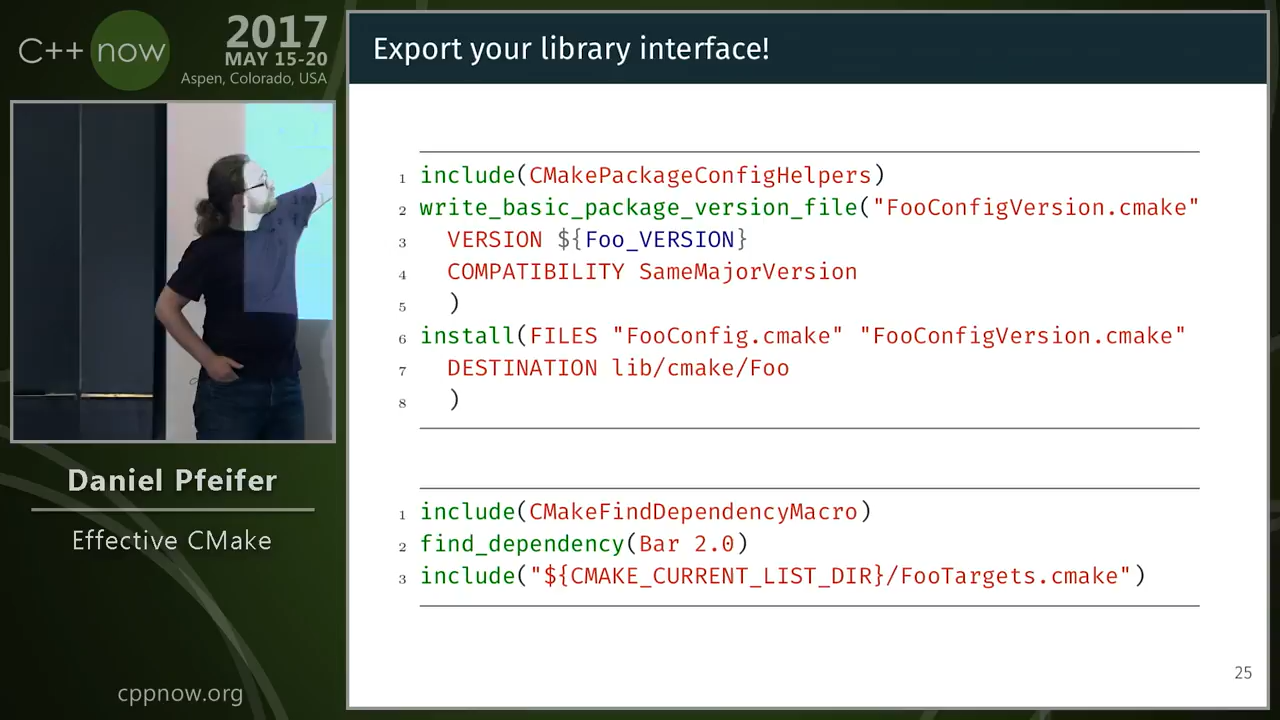 C++ now
2017
MAY 15-20
Aspen, Colorado, USA
Daniel Pfeifer
Effective CMake
cppnow.org
Export your library interface!
1 include(CMakePackageConfigHelpers)
2 write_basic_package_version_file("FooConfigVersion.cmake"
3 VERSION ${Foo_VERSION}
4 COMPATIBILITY SameMajorVersion
5 )
6 install(FILES "FooConfig.cmake" "FooConfigVersion.cmake"
7 DESTINATION lib/cmake/Foo
8 )
1 include(CMakeFindDependencyMacro)
2 find_dependency(Bar 2.0)
3 include("${CMAKE_CURRENT_LIST_DIR}/FooTargets.cmake")
25